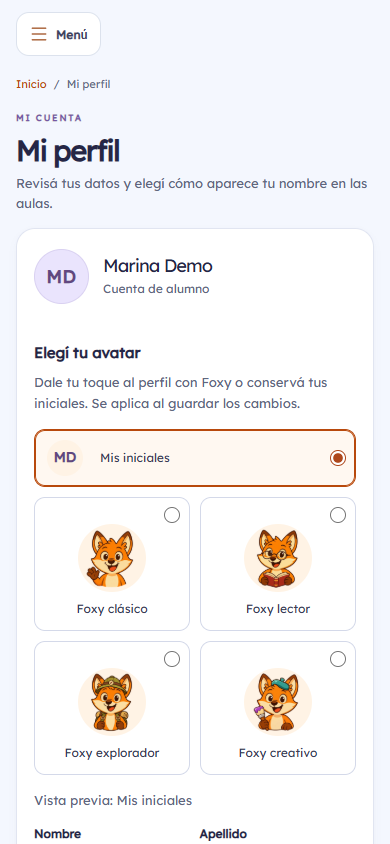 Menú
Inicio / Mi perfil
MI CUENTA
Mi perfil
Revisá tus datos y elegí cómo aparece tu nombre en las
aulas.
MD
Marina Demo
Cuenta de alumno
Elegí tu avatar
Dale tu toque al perfil con Foxy o conservá tus
iniciales. Se aplica al guardar los cambios.
MD Mis iniciales
Foxy clásico Foxy lector
Foxy explorador Foxy creativo
Vista previa: Mis iniciales
Nombre Apellido